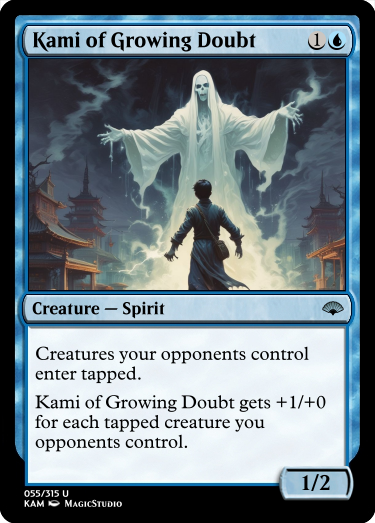 Kami of Growing Doubt 1
Creature — Spirit
Creatures your opponents control
enter tapped.
Kami of Growing Doubt gets +1/+0
for each tapped creature you
opponents control.
1/2
055/315 U
KAM MagicStudio